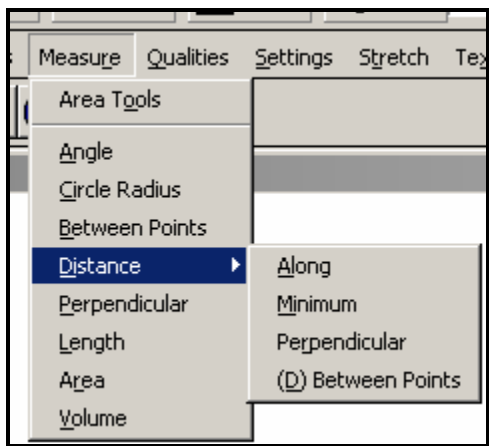 Measure Qualities Settings Stretch
Area Tools
Angle
Circle Radius
Between Points
Distance
Perpendicular
Length
Area
Volume
Along
Minimum
Perpendicular
(D) Between Points